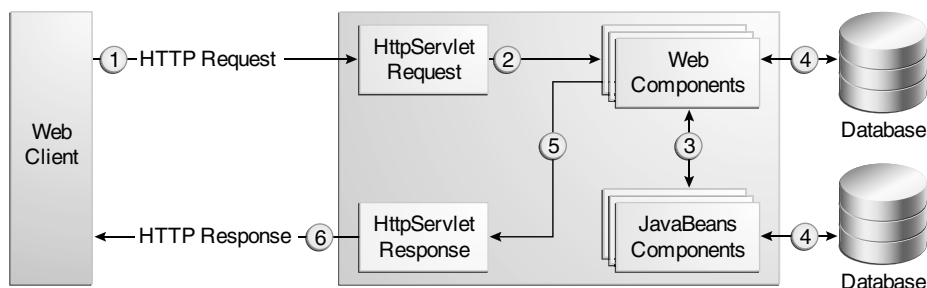 Web
Client
1 HTTP Request
HttpServlet
Request
2
Web
Components
4
Database
5
3
HTTP Response 6
HttpServlet
Response
JavaBeans
Components
4
Database